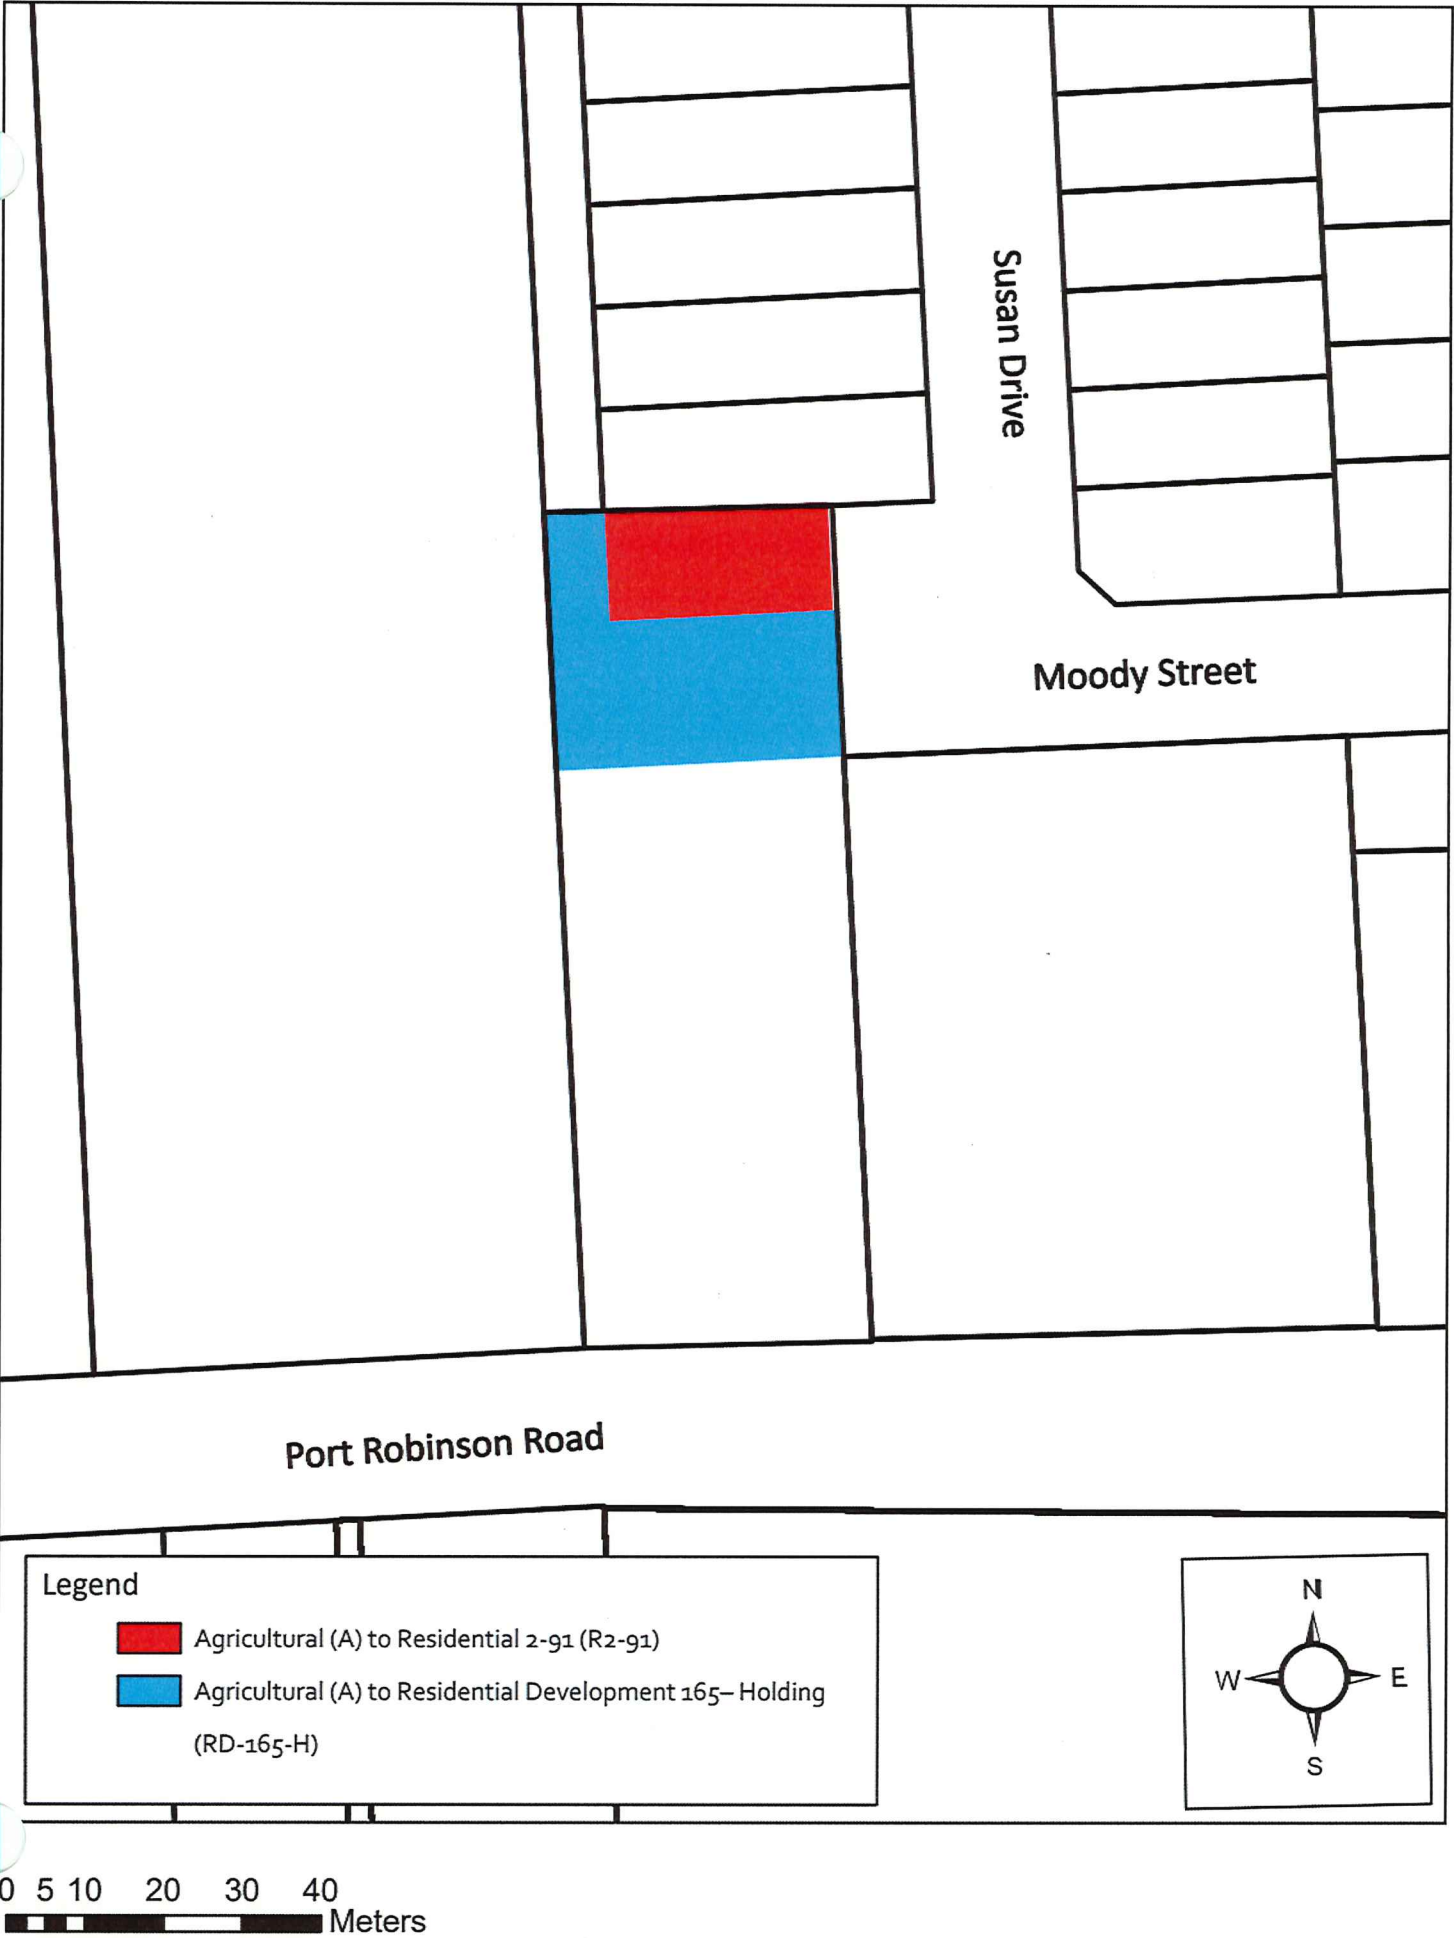 Susan Drive
Moody Street
Port Robinson Road
Legend
Agricultural (A) to Residential 2-91 (R2-91)
Agricultural (A) to Residential Development 165– Holding
(RD-165-H)
N
W E
S
0 5 10 20 30 40
Meters